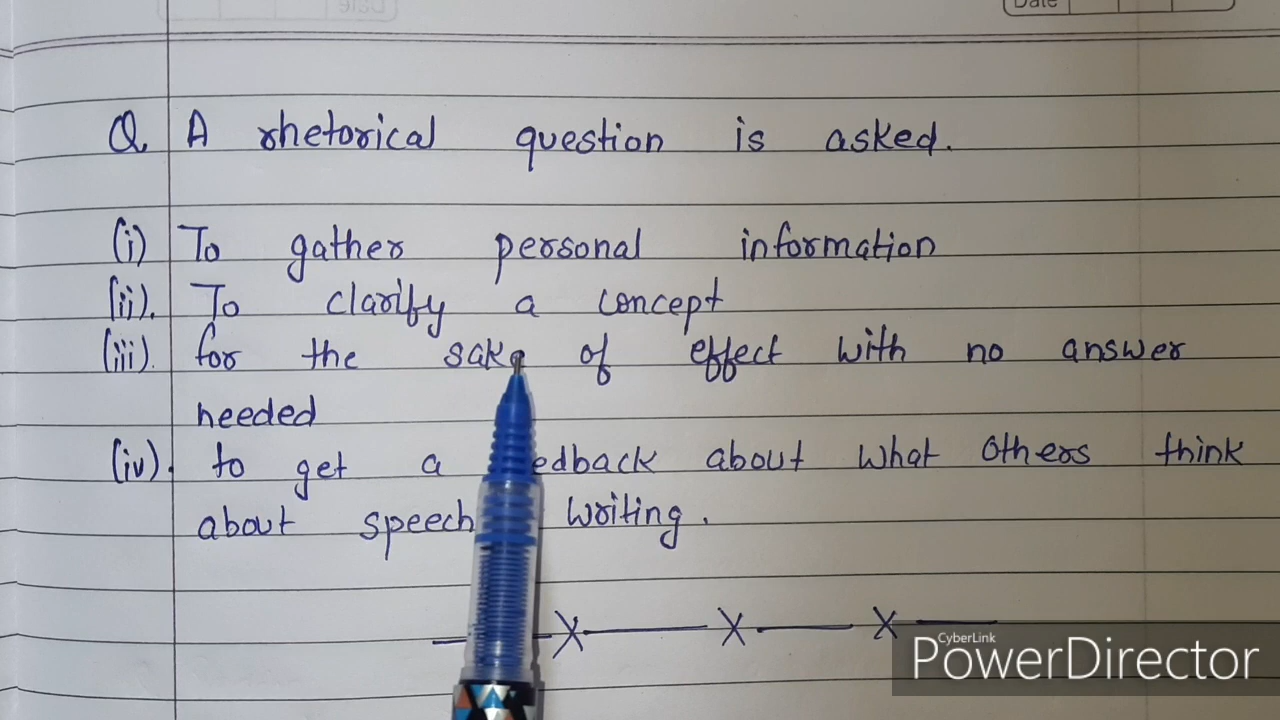 Date
Q. A rhetorical question is asked.
(i) To gather personal information
(ii). To clarify a concept
(iii). for the sake of effect with no answer
needed
(iv). to get a edback about what others think
about speech writing.
CyberLink
PowerDirector